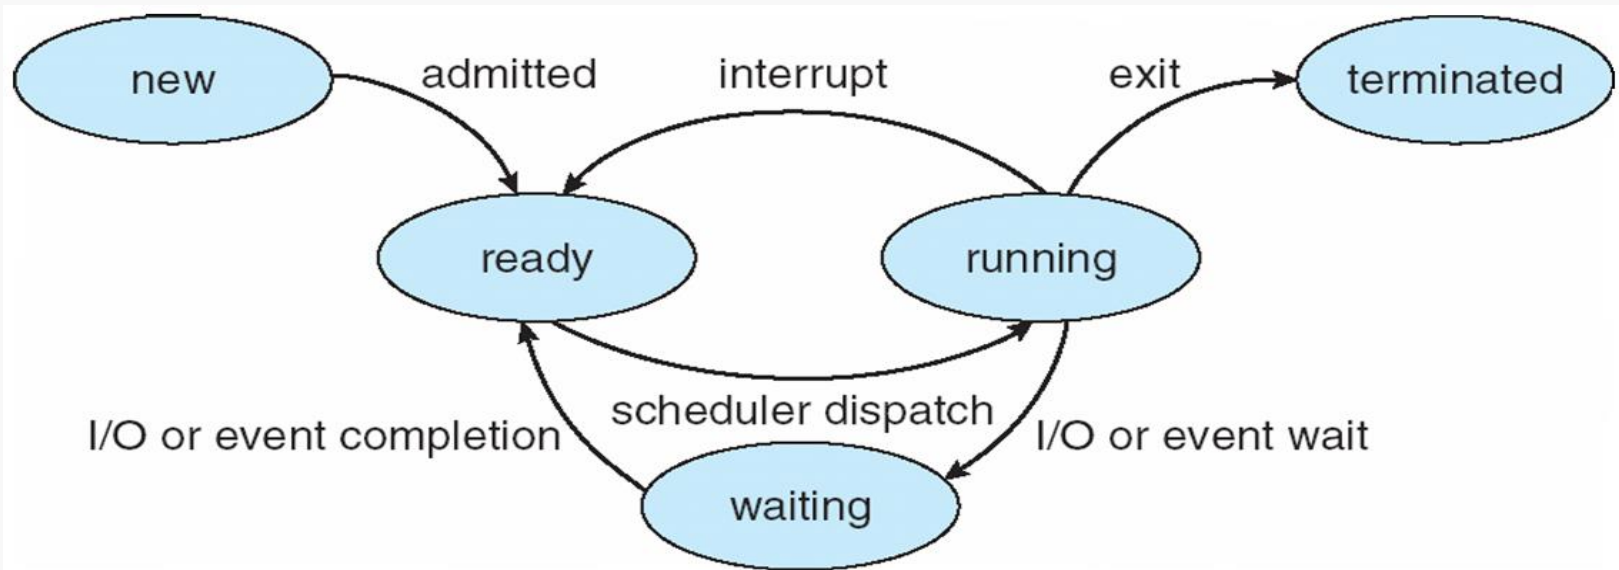 new
admitted
interrupt
exit
terminated
ready
running
scheduler dispatch
I/O or event completion
I/O or event wait
waiting